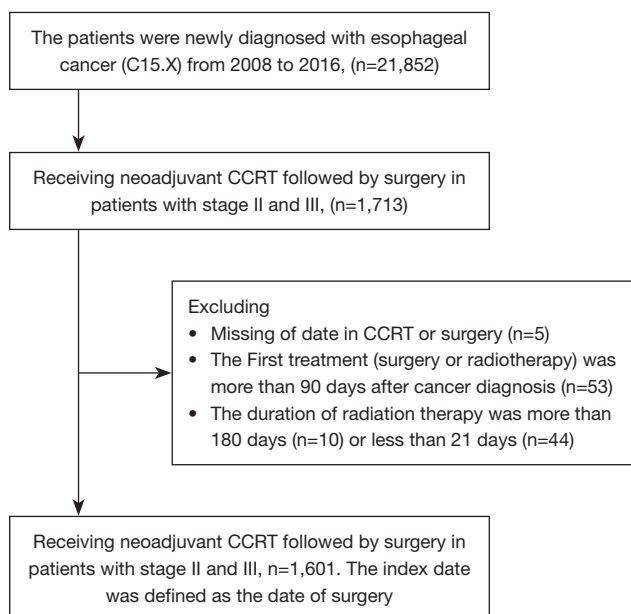 The patients were newly diagnosed with esophageal
cancer (C15.X) from 2008 to 2016, (n=21,852)
Receiving neoadjuvant CCRT followed by surgery in
patients with stage II and III, (n=1,713)
Excluding
• Missing of date in CCRT or surgery (n=5)
• The First treatment (surgery or radiotherapy) was
more than 90 days after cancer diagnosis (n=53)
• The duration of radiation therapy was more than
180 days (n=10) or less than 21 days (n=44)
Receiving neoadjuvant CCRT followed by surgery in
patients with stage II and III, n=1,601. The index date
was defined as the date of surgery